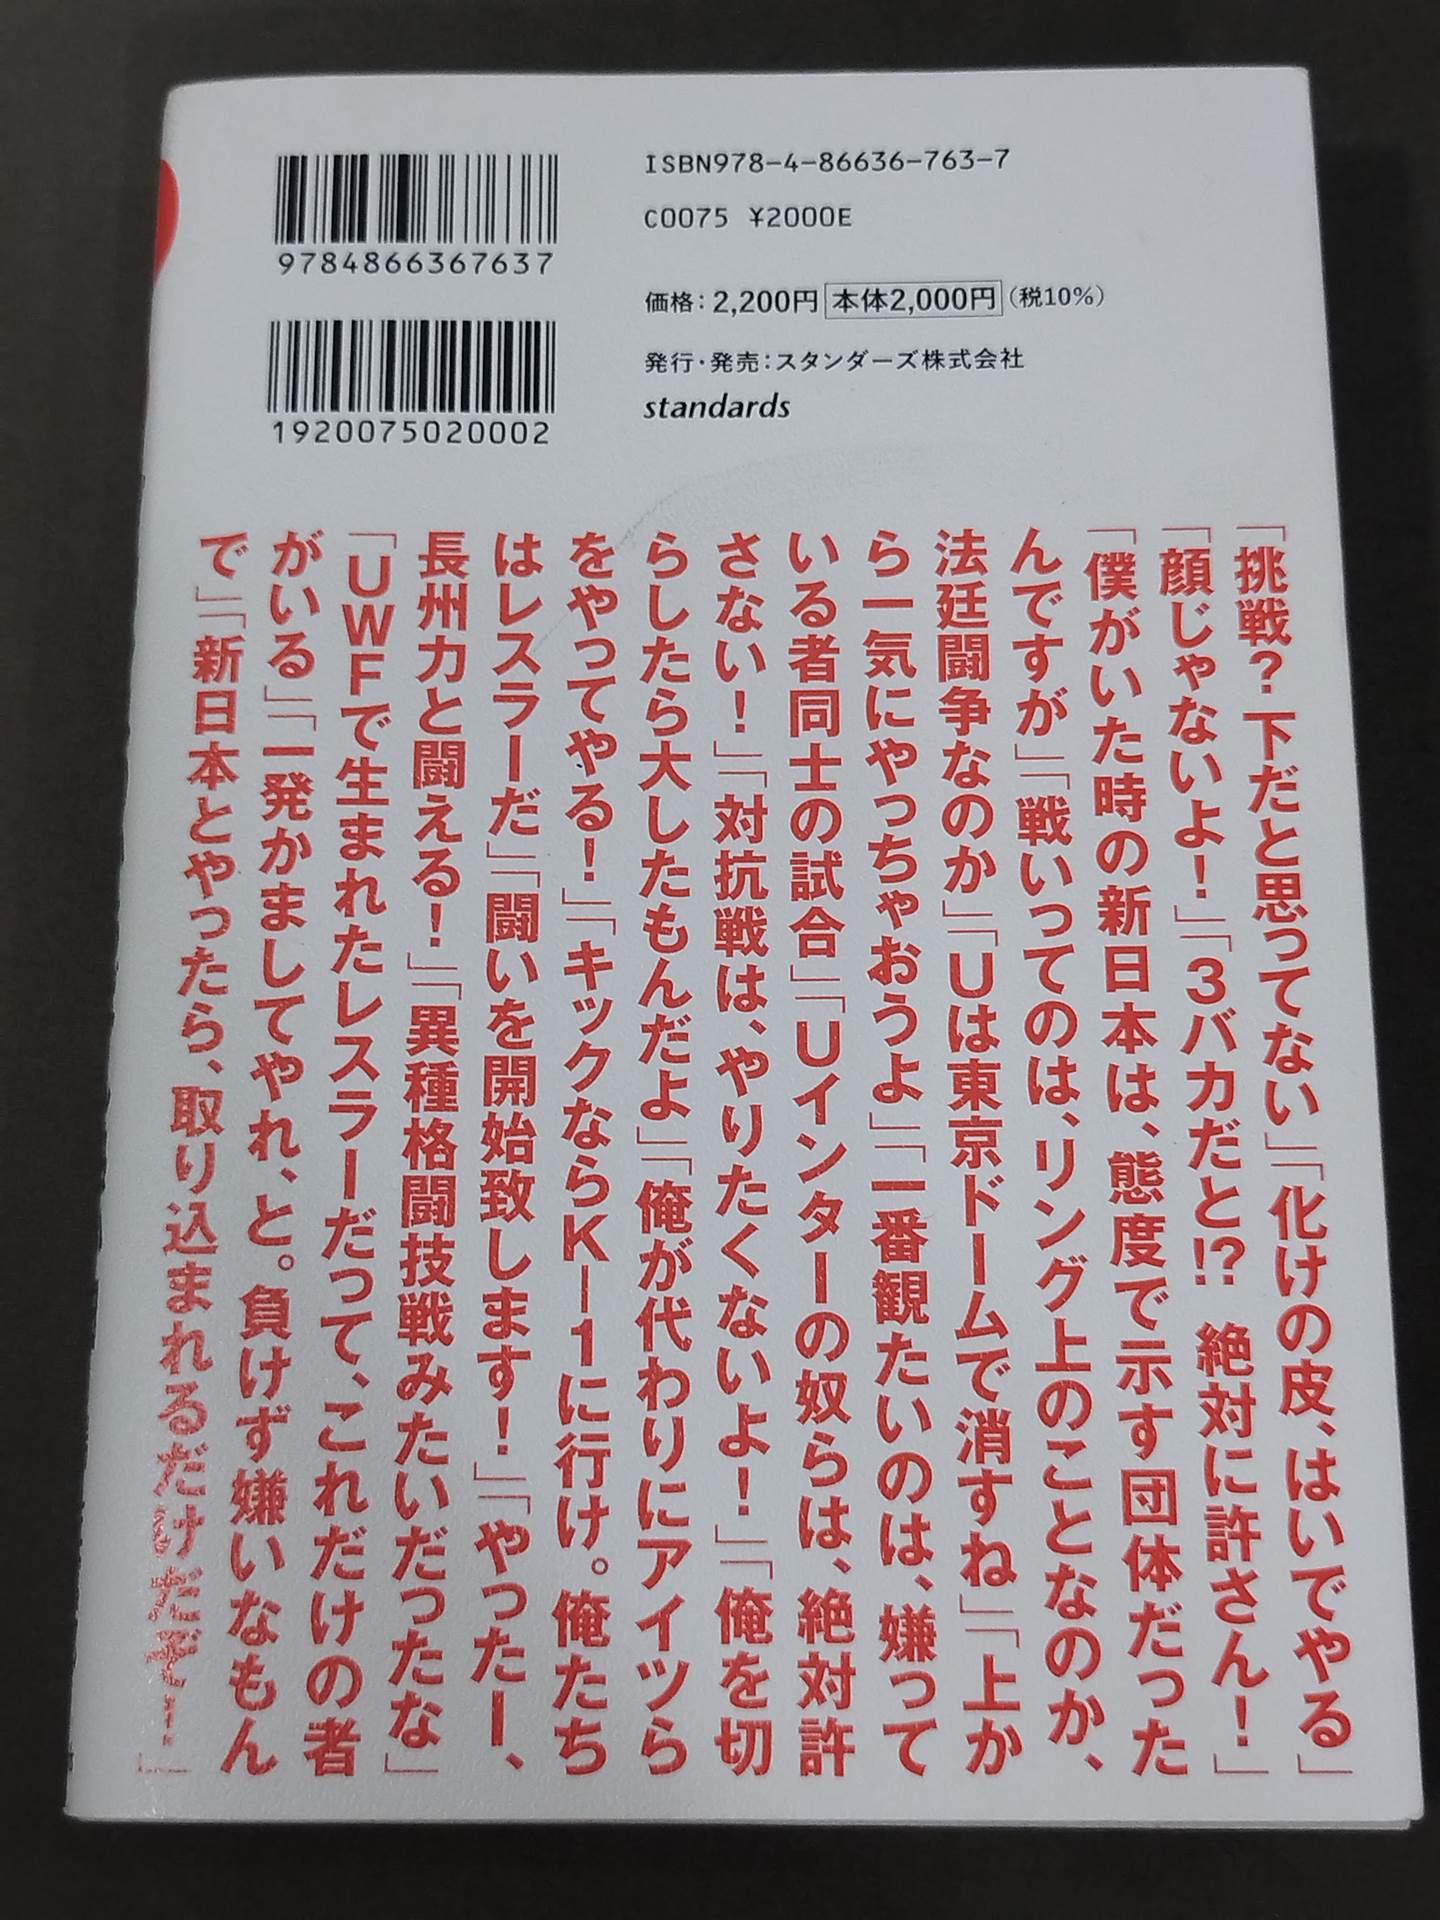 9784866367637
1920075020002
ISBN978-4-86636-763-7
C0075 ¥2000E
価格：2,200円 本体2,000円（税10%）
発行・発売：スタンダーズ株式会社
standards
「挑戦？下だと思ってない」「化けの皮、はいでやる」
「顔じゃないよ！」「3バカだと!? 絶対に許さん！」
「僕がいた時の新日本は、態度で示す団体だった
んですが」「戦いってのは、リング上のことなのか、
法廷闘争なのか」「Uは東京ドームで消すね」「上か
ら一気にやっちゃおうよ」「一番観たいのは、嫌って
いる者同士の試合」「Uインターの奴らは、絶対許
さない！」「対抗戦は、やりたくないよ！」「俺を切
らしたら大したもんだよ」「俺が代わりにアイツら
をやってやる！」「キックならK-1に行け。俺たち
はレスラーだ」「闘いを開始致します！」「やったー、
長州力と闘える！」「異種格闘技戦みたいだったな」
「UWFで生まれたレスラーだって、これだけの者
がいる」「一発かましてやれ、と。負けず嫌いなもん
で」「新日本とやったら、取り込まれるだけだぞ！」